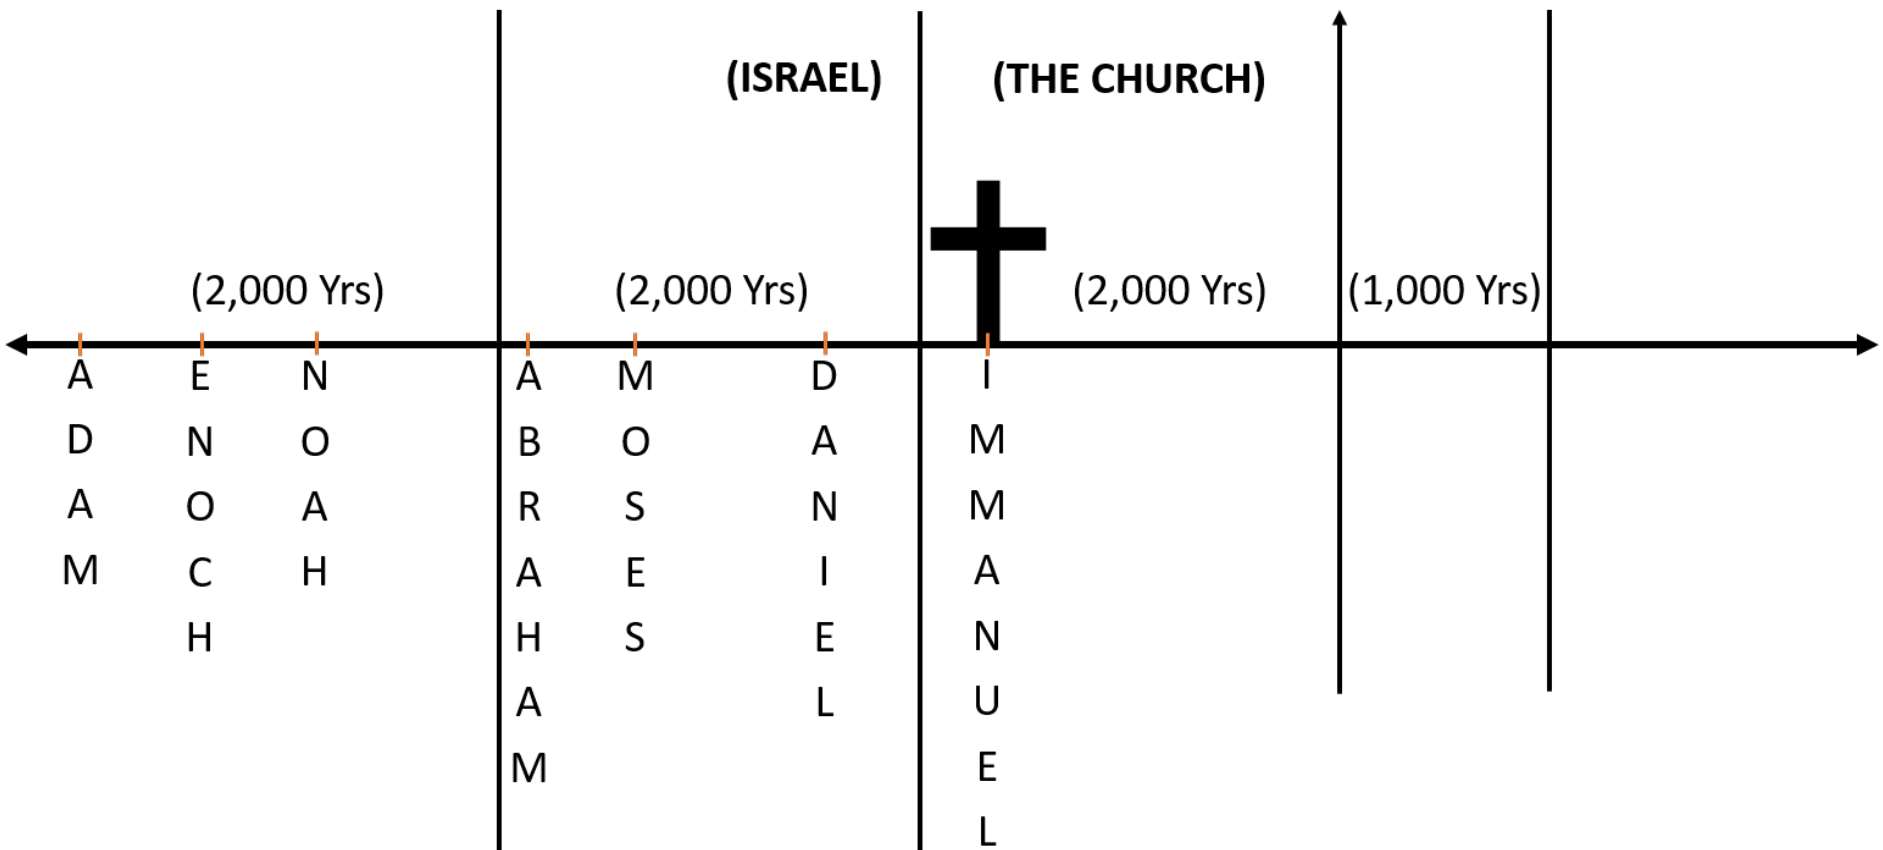 (ISRAEL)
(THE CHURCH)
(2,000 Yrs)
(2,000 Yrs)
(2,000 Yrs)
(1,000 Yrs)
ADAM
ENOCH
NOAH
ABRAHAM
MOSES
DANIEL
IMMANUEL